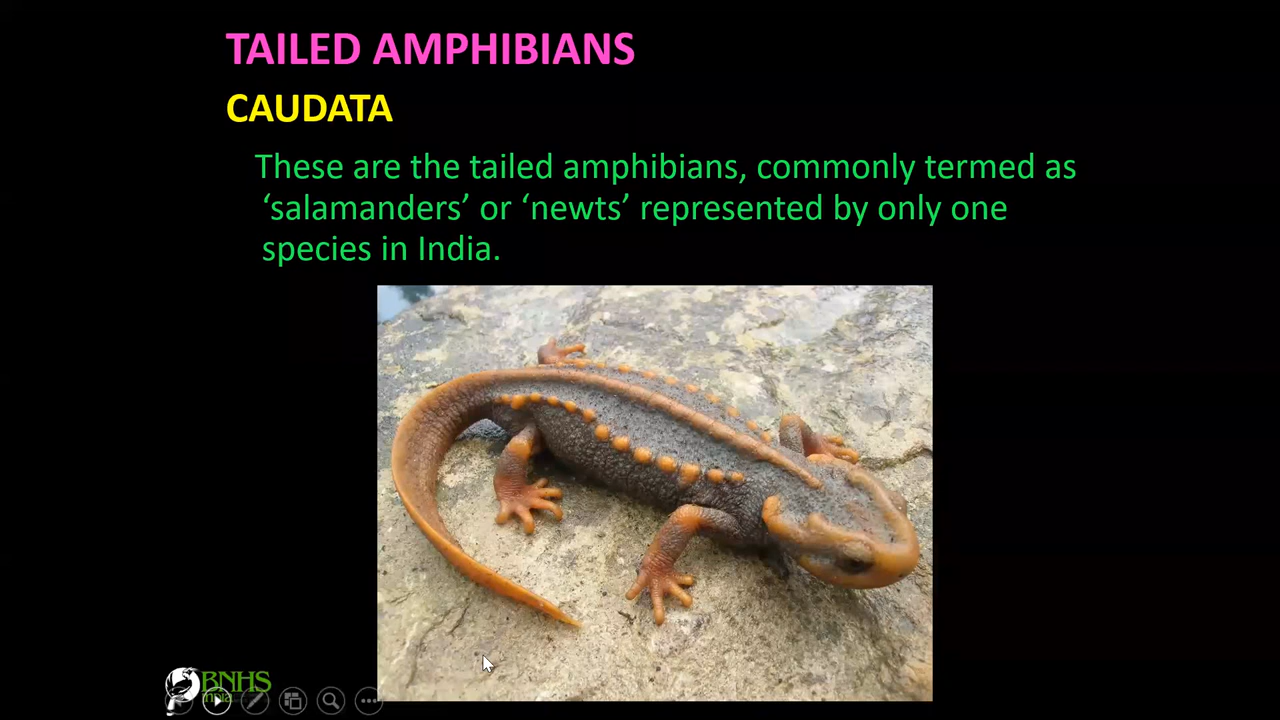 TAILED AMPHIBIANS
CAUDATA
These are the tailed amphibians, commonly termed as
‘salamanders’ or ‘newts’ represented by only one
species in India.
BNHS
India